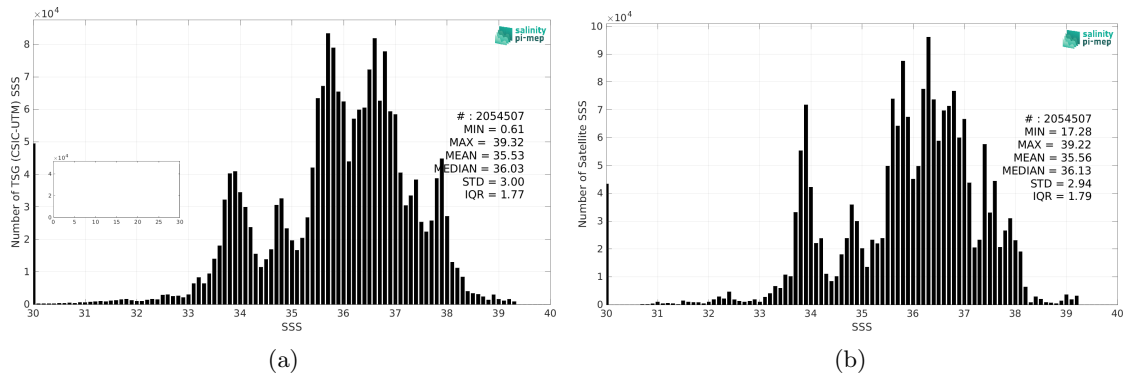 ×10⁴
salinity
pi-mep
8
7
6
5
4
3
2
1
0
Number of TSG (CSIC-UTM) SSS
# : 2054507
MIN = 0.61
MAX = 39.32
MEAN = 35.53
MEDIAN = 36.03
STD = 3.00
IQR = 1.77
×10⁴
4
2
0
0 5 10 15 20 25 30
30 31 32 33 34 35 36 37 38 39 40
SSS
(a)
×10⁴
salinity
pi-mep
10
9
8
7
6
5
4
3
2
1
0
Number of Satellite SSS
# : 2054507
MIN = 17.28
MAX = 39.22
MEAN = 35.56
MEDIAN = 36.13
STD = 2.94
IQR = 1.79
30 31 32 33 34 35 36 37 38 39 40
SSS
(b)